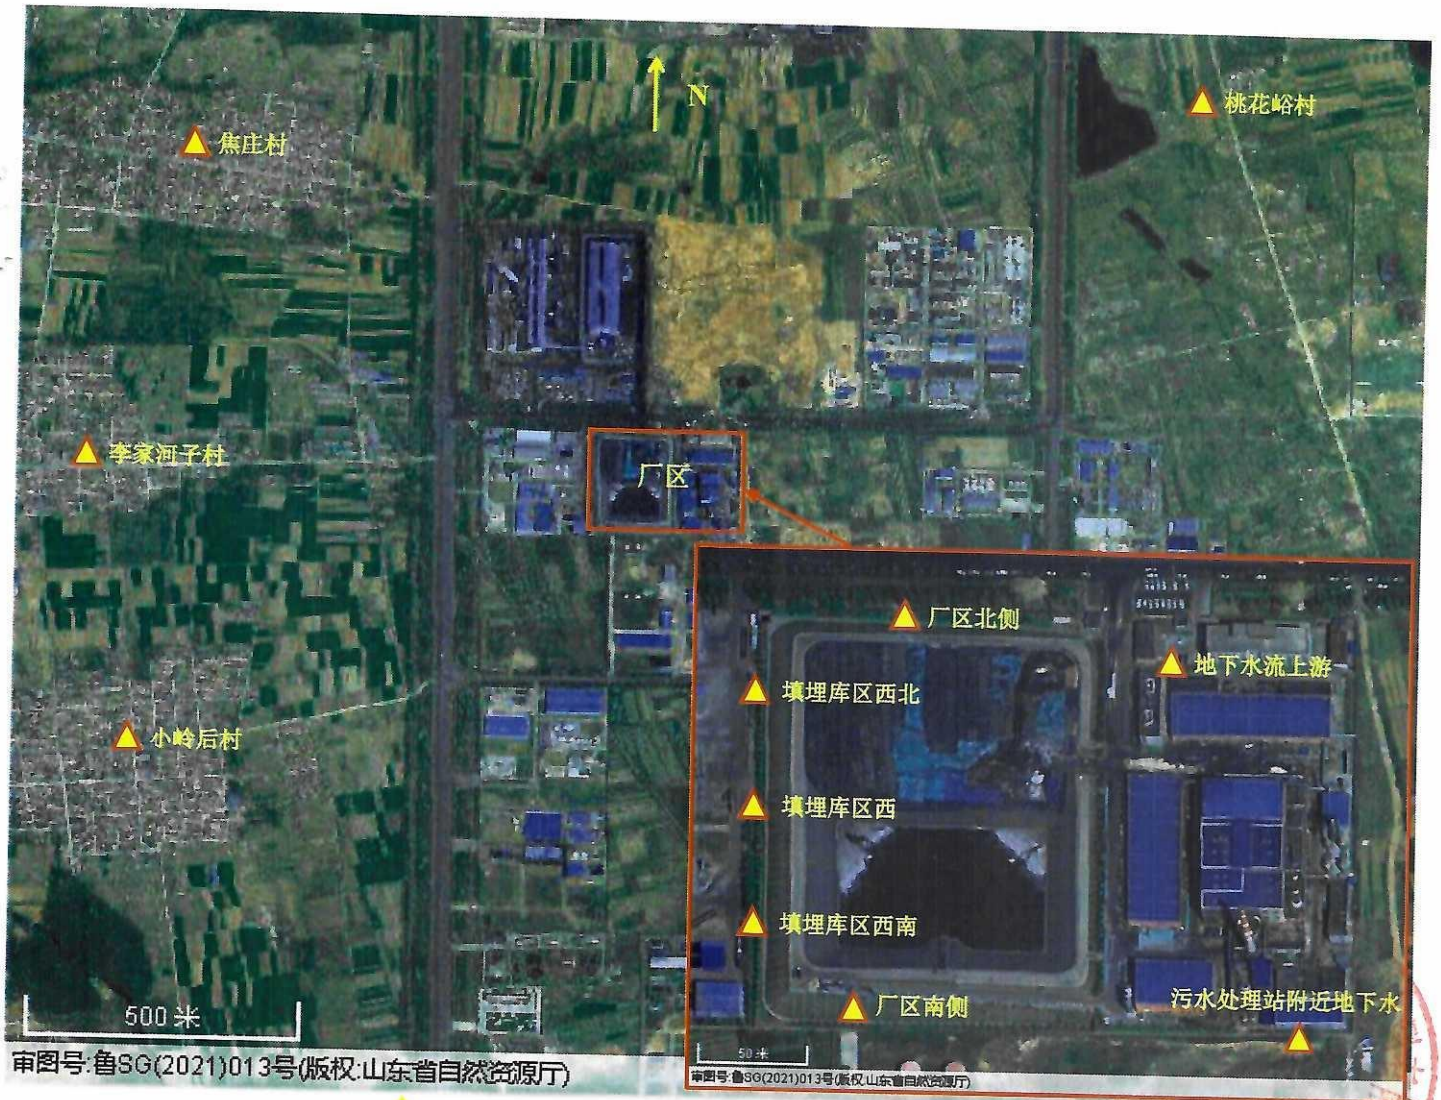 N
桃花峪村
焦庄村
李家河子村
厂区
小岭后村
厂区北侧
地下水流上游
填埋库区西北
填埋库区西
填埋库区西南
厂区南侧
污水处理站附近地下水
500 米
50 米
审图号:鲁SG(2021)013号(版权:山东省自然资源厅)
审图号:鲁SG(2021)013号(版权:山东省自然资源厅)